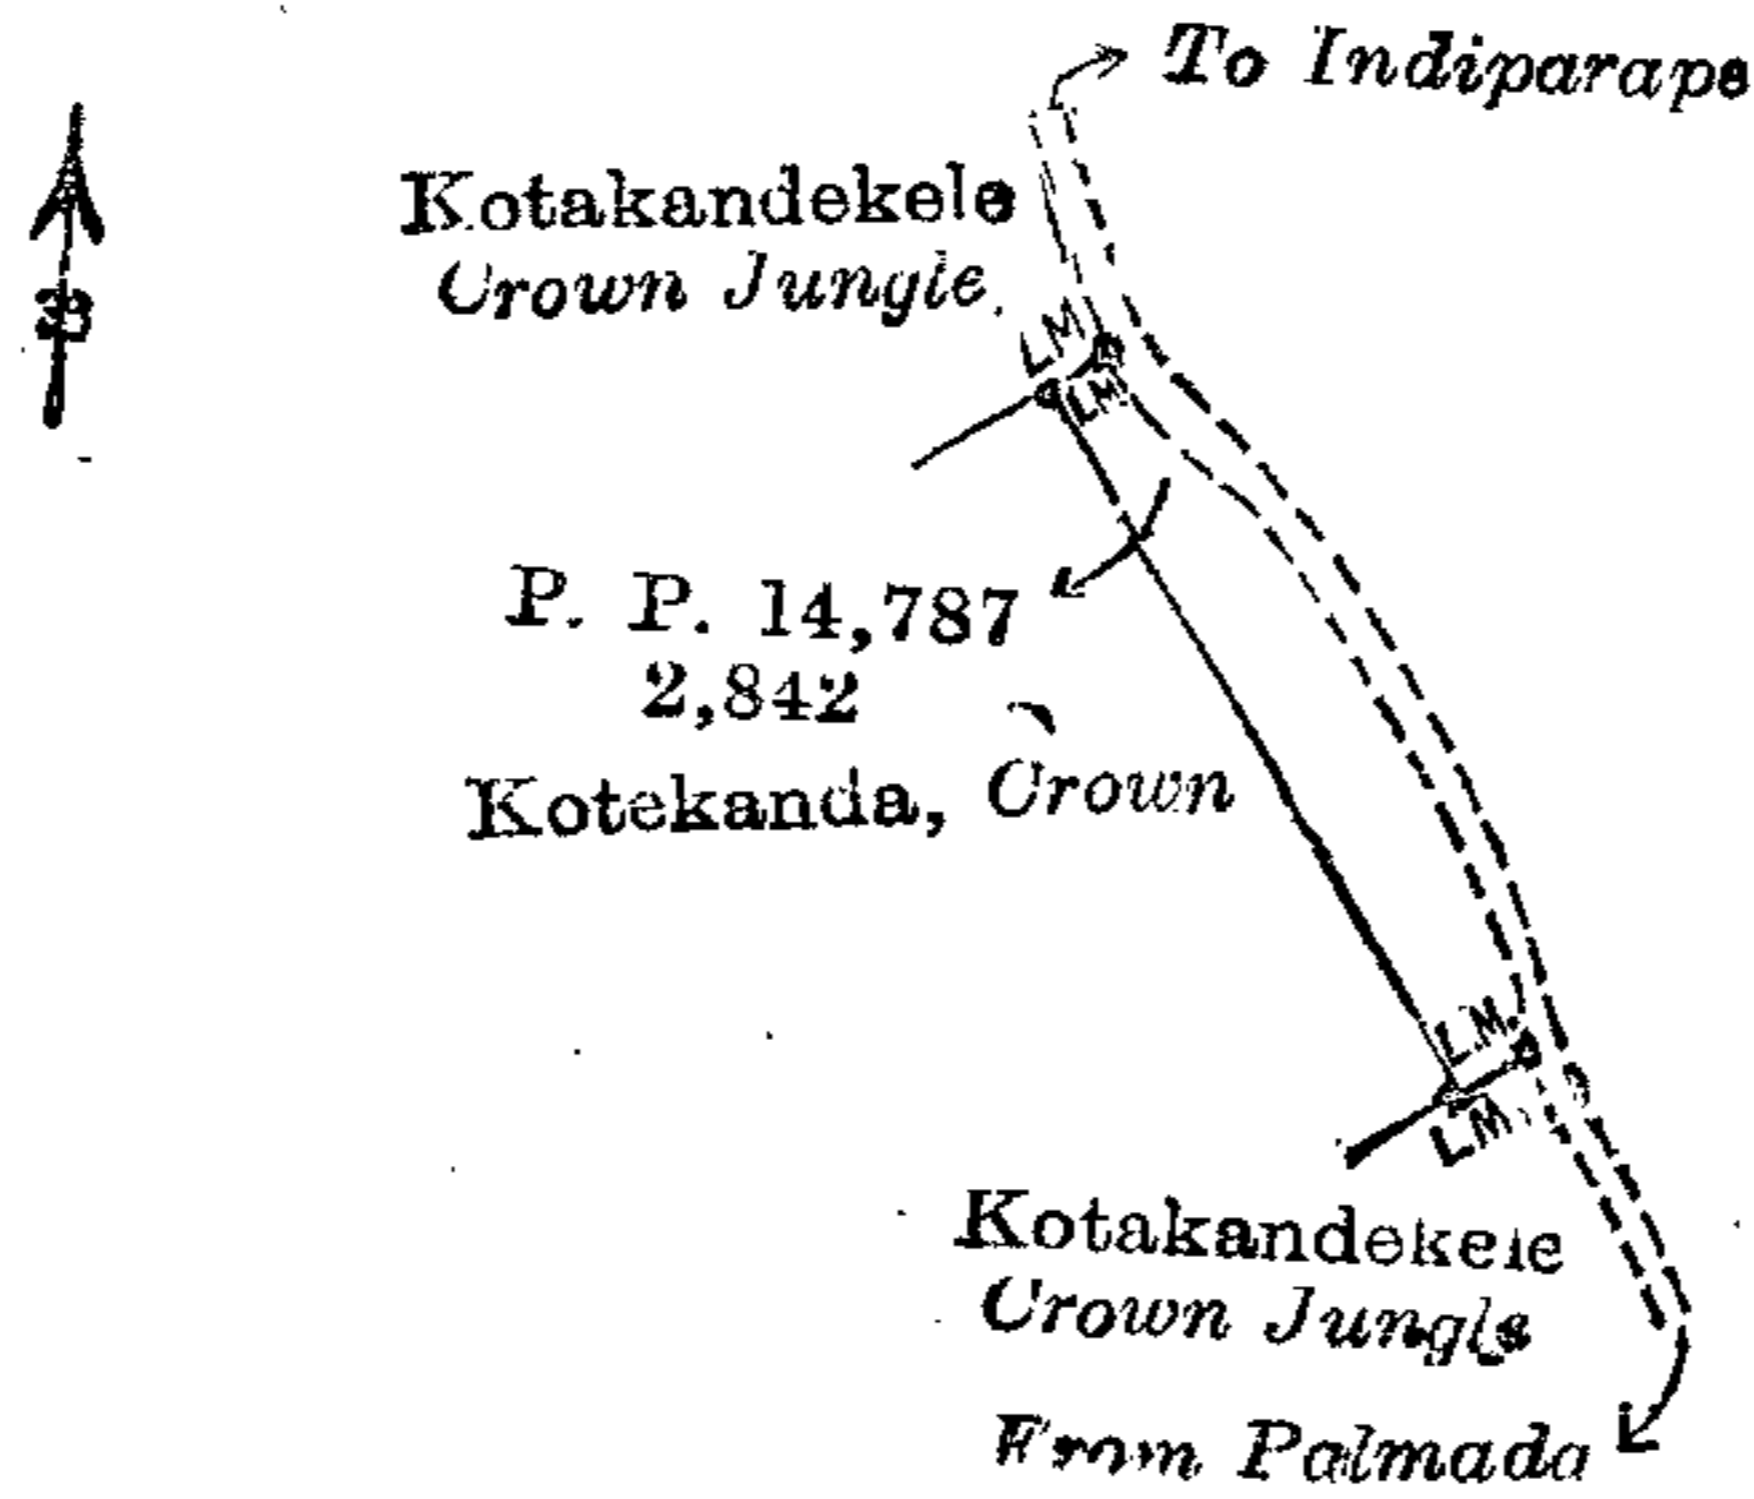 To Indiparape
Kotakandekele
Crown Jungle.
LM
LM
P. P. 14,787
2,842
Kotekanda, Crown
L.M.
LM
Kotakandekele
Crown Jungle
From Palmada